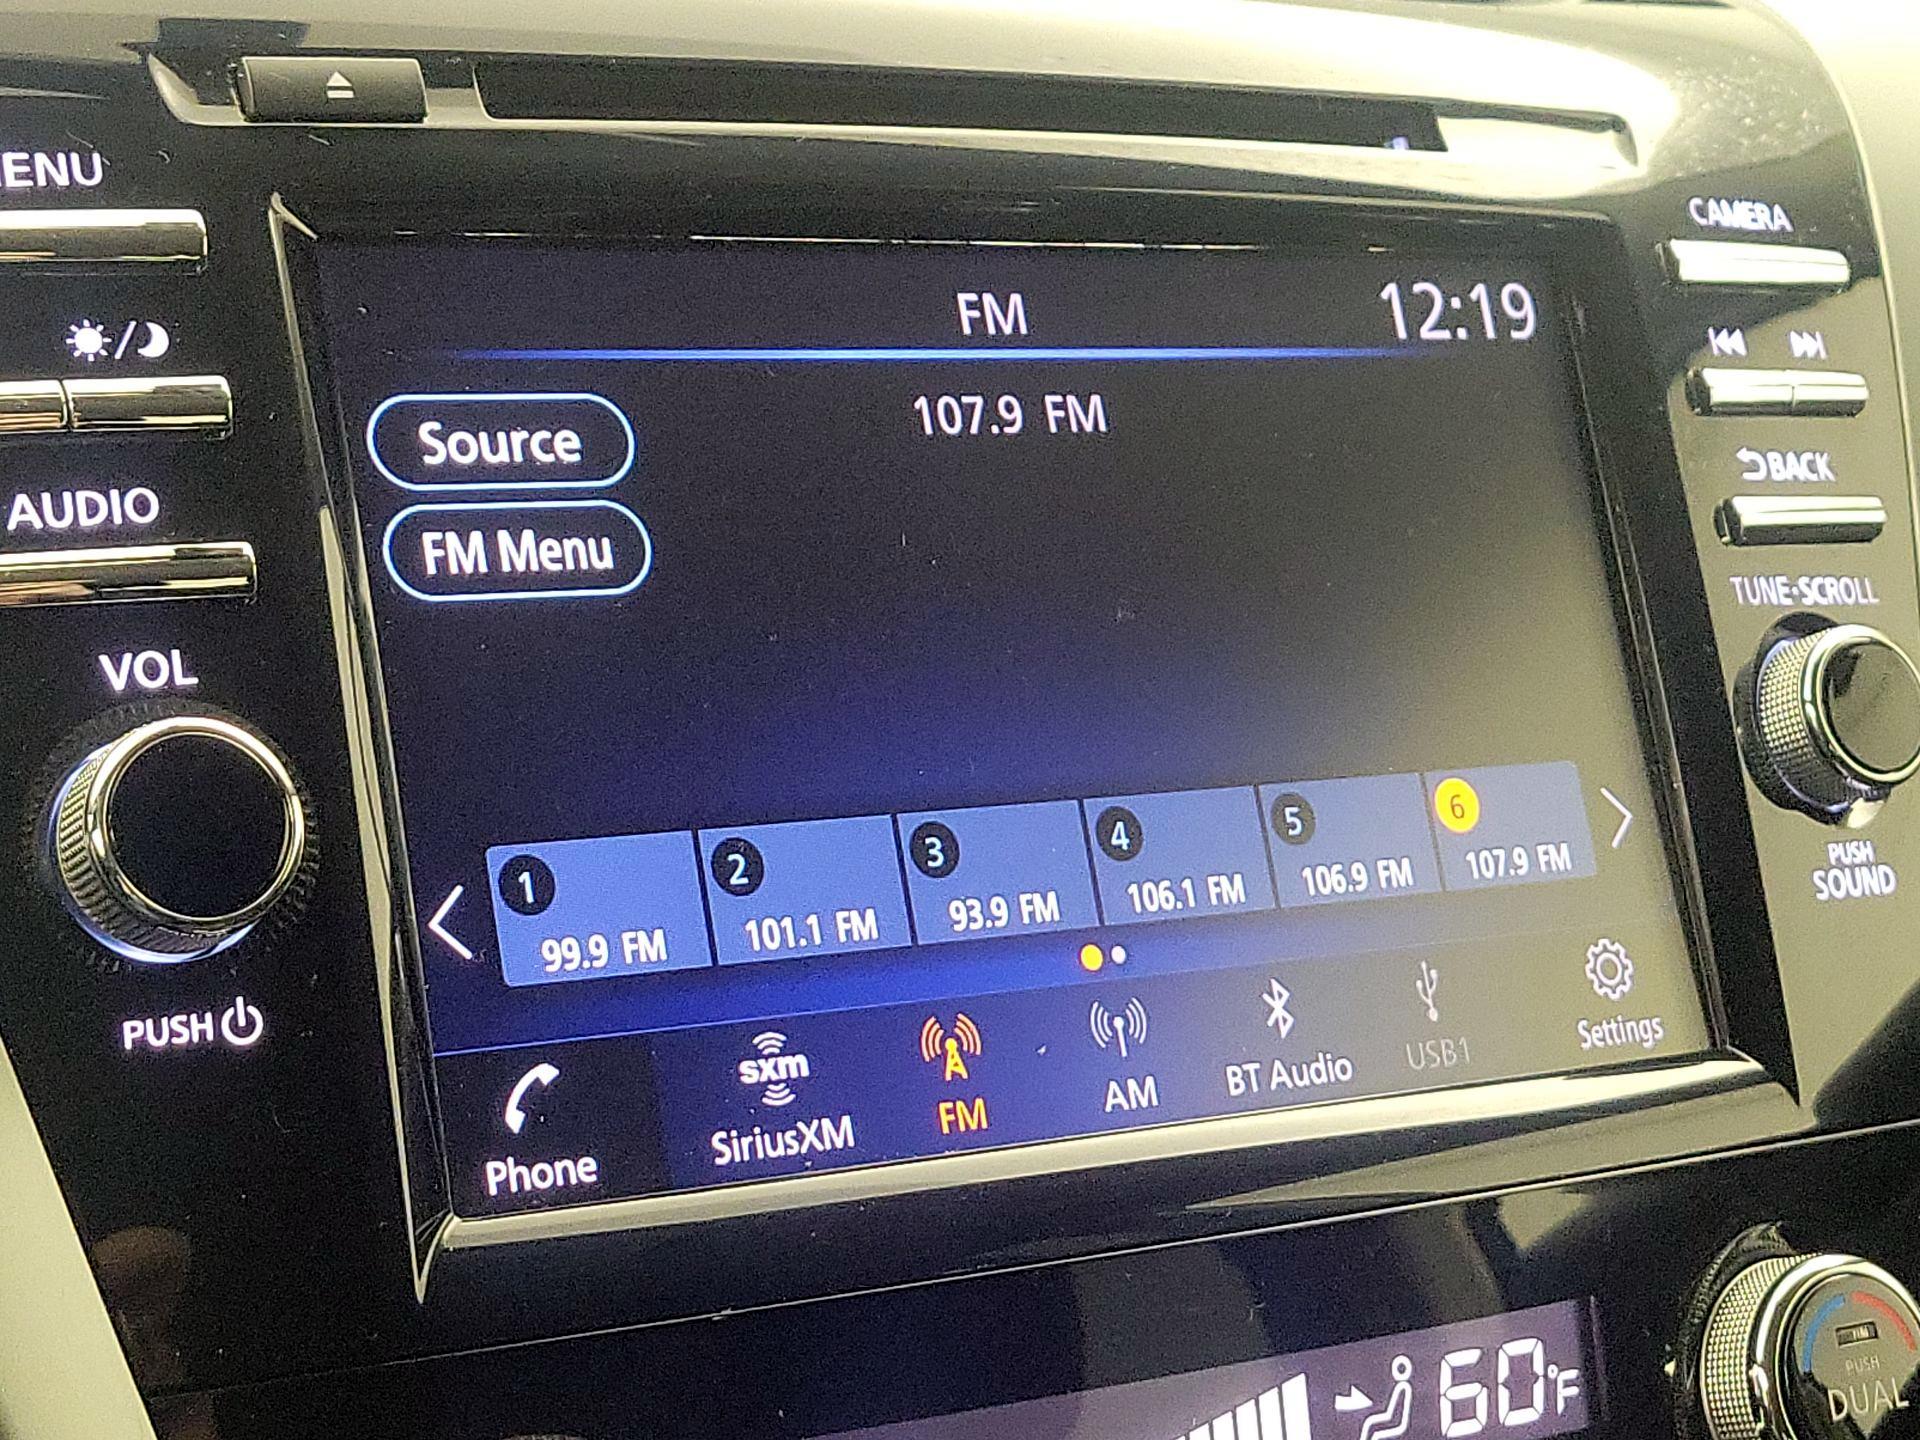 ENU
CAMERA
FM
12:19
107.9 FM
Source
BACK
AUDIO
FM Menu
TUNE·SCROLL
VOL
1
2
3
4
5
6
99.9 FM
101.1 FM
93.9 FM
106.1 FM
106.9 FM
107.9 FM
PUSH
SOUND
PUSH
Phone
sxm
SiriusXM
FM
AM
BT Audio
USB1
Settings
60°F
PUSH
DUAL